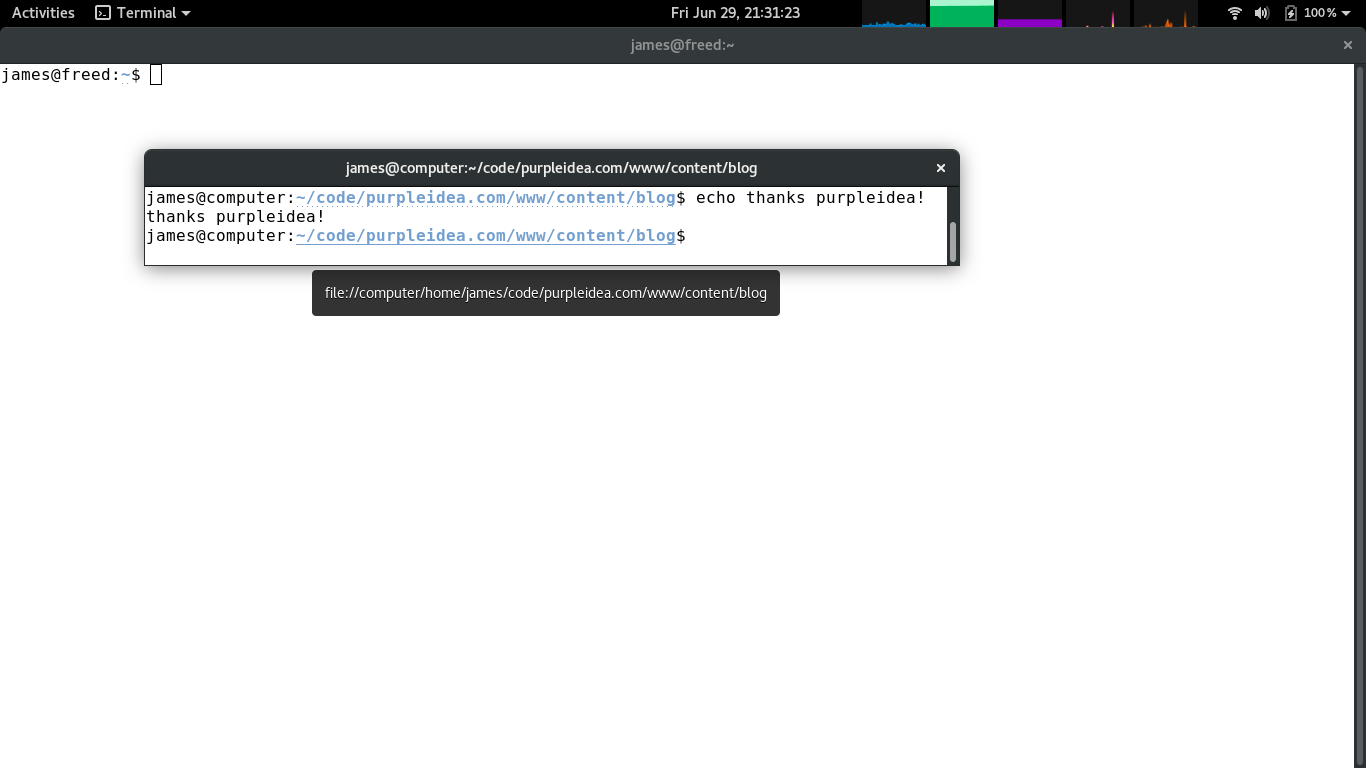 Activities Terminal Fri Jun 29, 21:31:23 100%
james@freed:~
james@freed:~$
james@computer:~/code/purpleidea.com/www/content/blog
james@computer:~/code/purpleidea.com/www/content/blog$ echo thanks purpleidea!
thanks purpleidea!
james@computer:~/code/purpleidea.com/www/content/blog$
file://computer/home/james/code/purpleidea.com/www/content/blog